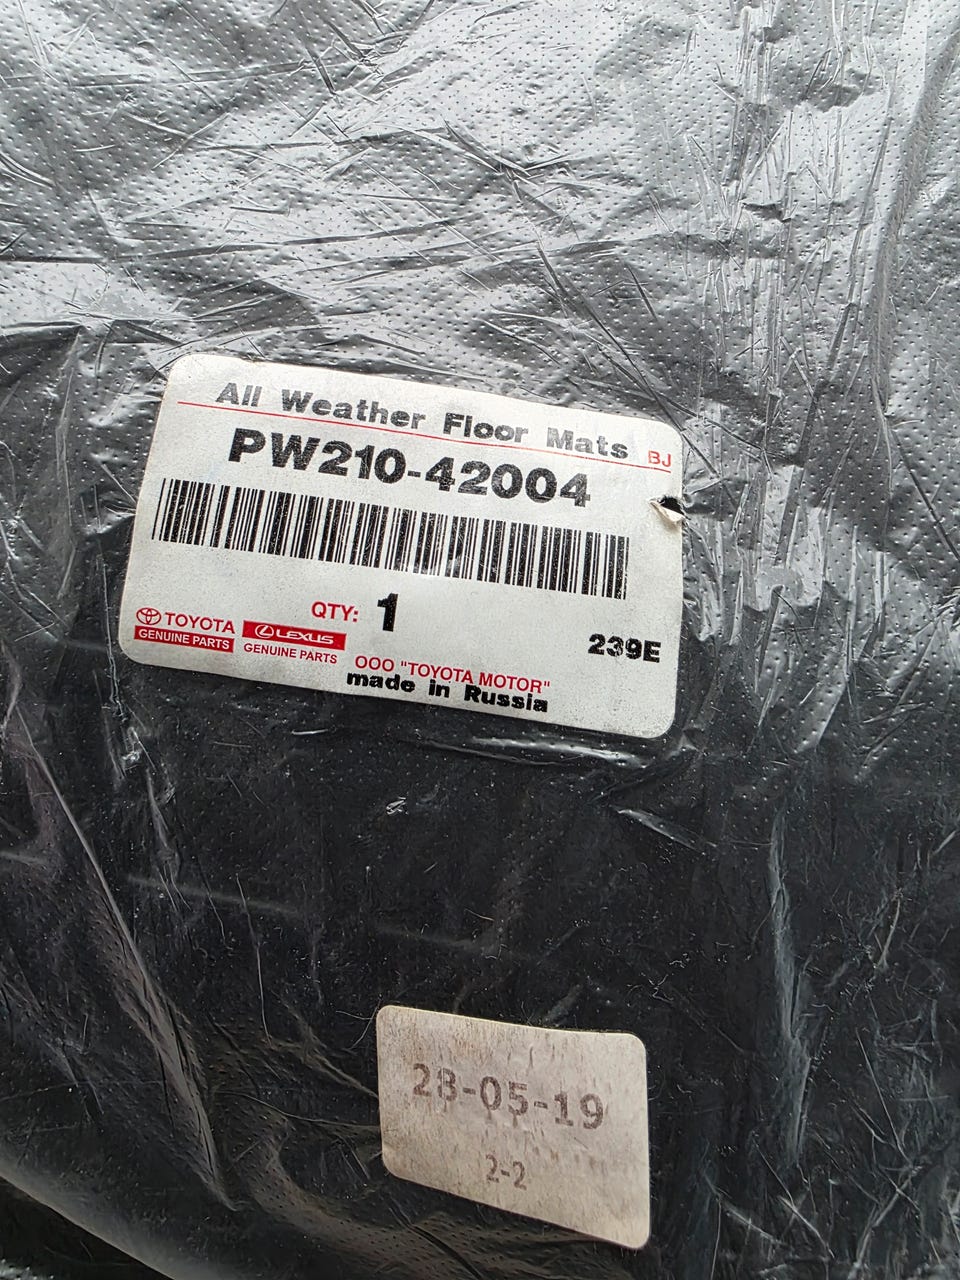 All Weather Floor Mats BJ
PW210-42004
QTY: 1
TOYOTA
GENUINE PARTS
LEXUS
GENUINE PARTS
239E
ООО "TOYOTA MOTOR"
made in Russia
28-05-19
2-2